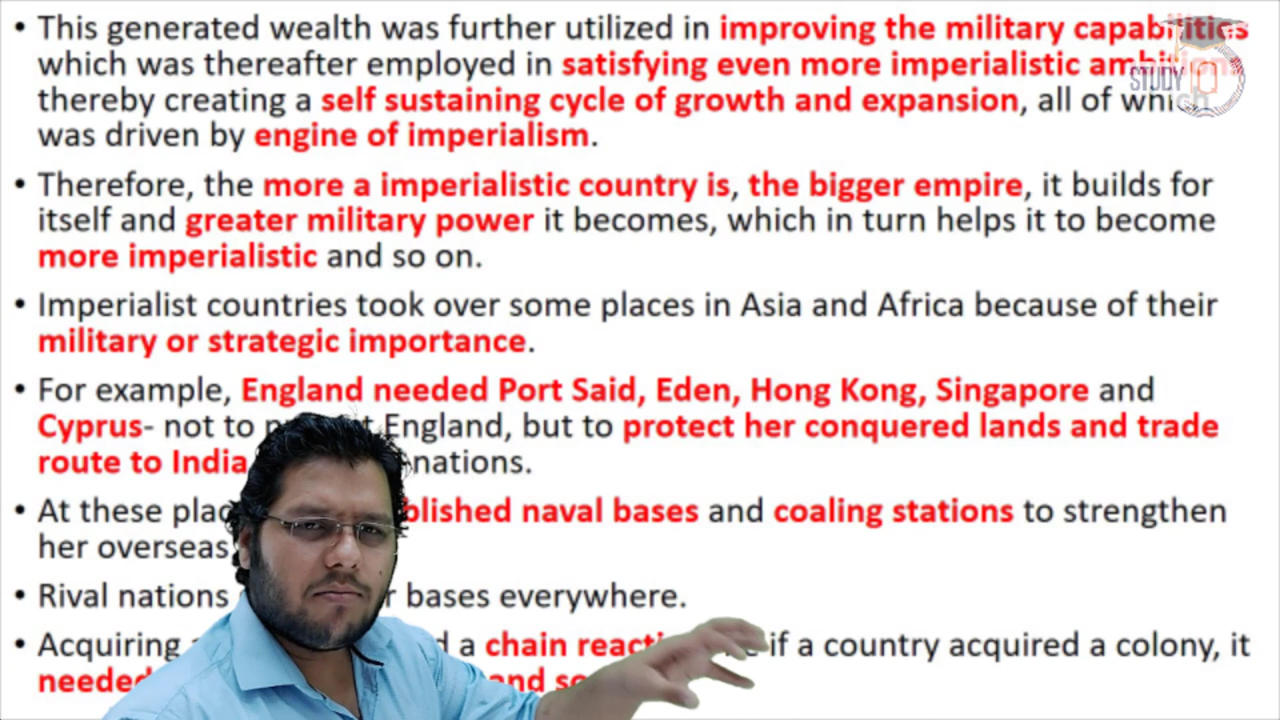 • This generated wealth was further utilized in improving the military capabilities
which was thereafter employed in satisfying even more imperialistic
thereby creating a self sustaining cycle of growth and expansion, all of which
was driven by engine of imperialism.
• Therefore, the more a imperialistic country is, the bigger empire, it builds for
itself and greater military power it becomes, which in turn helps it to become
more imperialistic and so on.
• Imperialist countries took over some places in Asia and Africa because of their
military or strategic importance.
• For example, England needed Port Said, Eden, Hong Kong, Singapore and
Cyprus- not to England, but to protect her conquered lands and trade
route to India nations.
• At these naval bases and coaling stations to strengthen
her overseas
• Rival nations bases everywhere.
• Acquiring a chain if a country acquired a colony, it
needed and
STUDY IQ